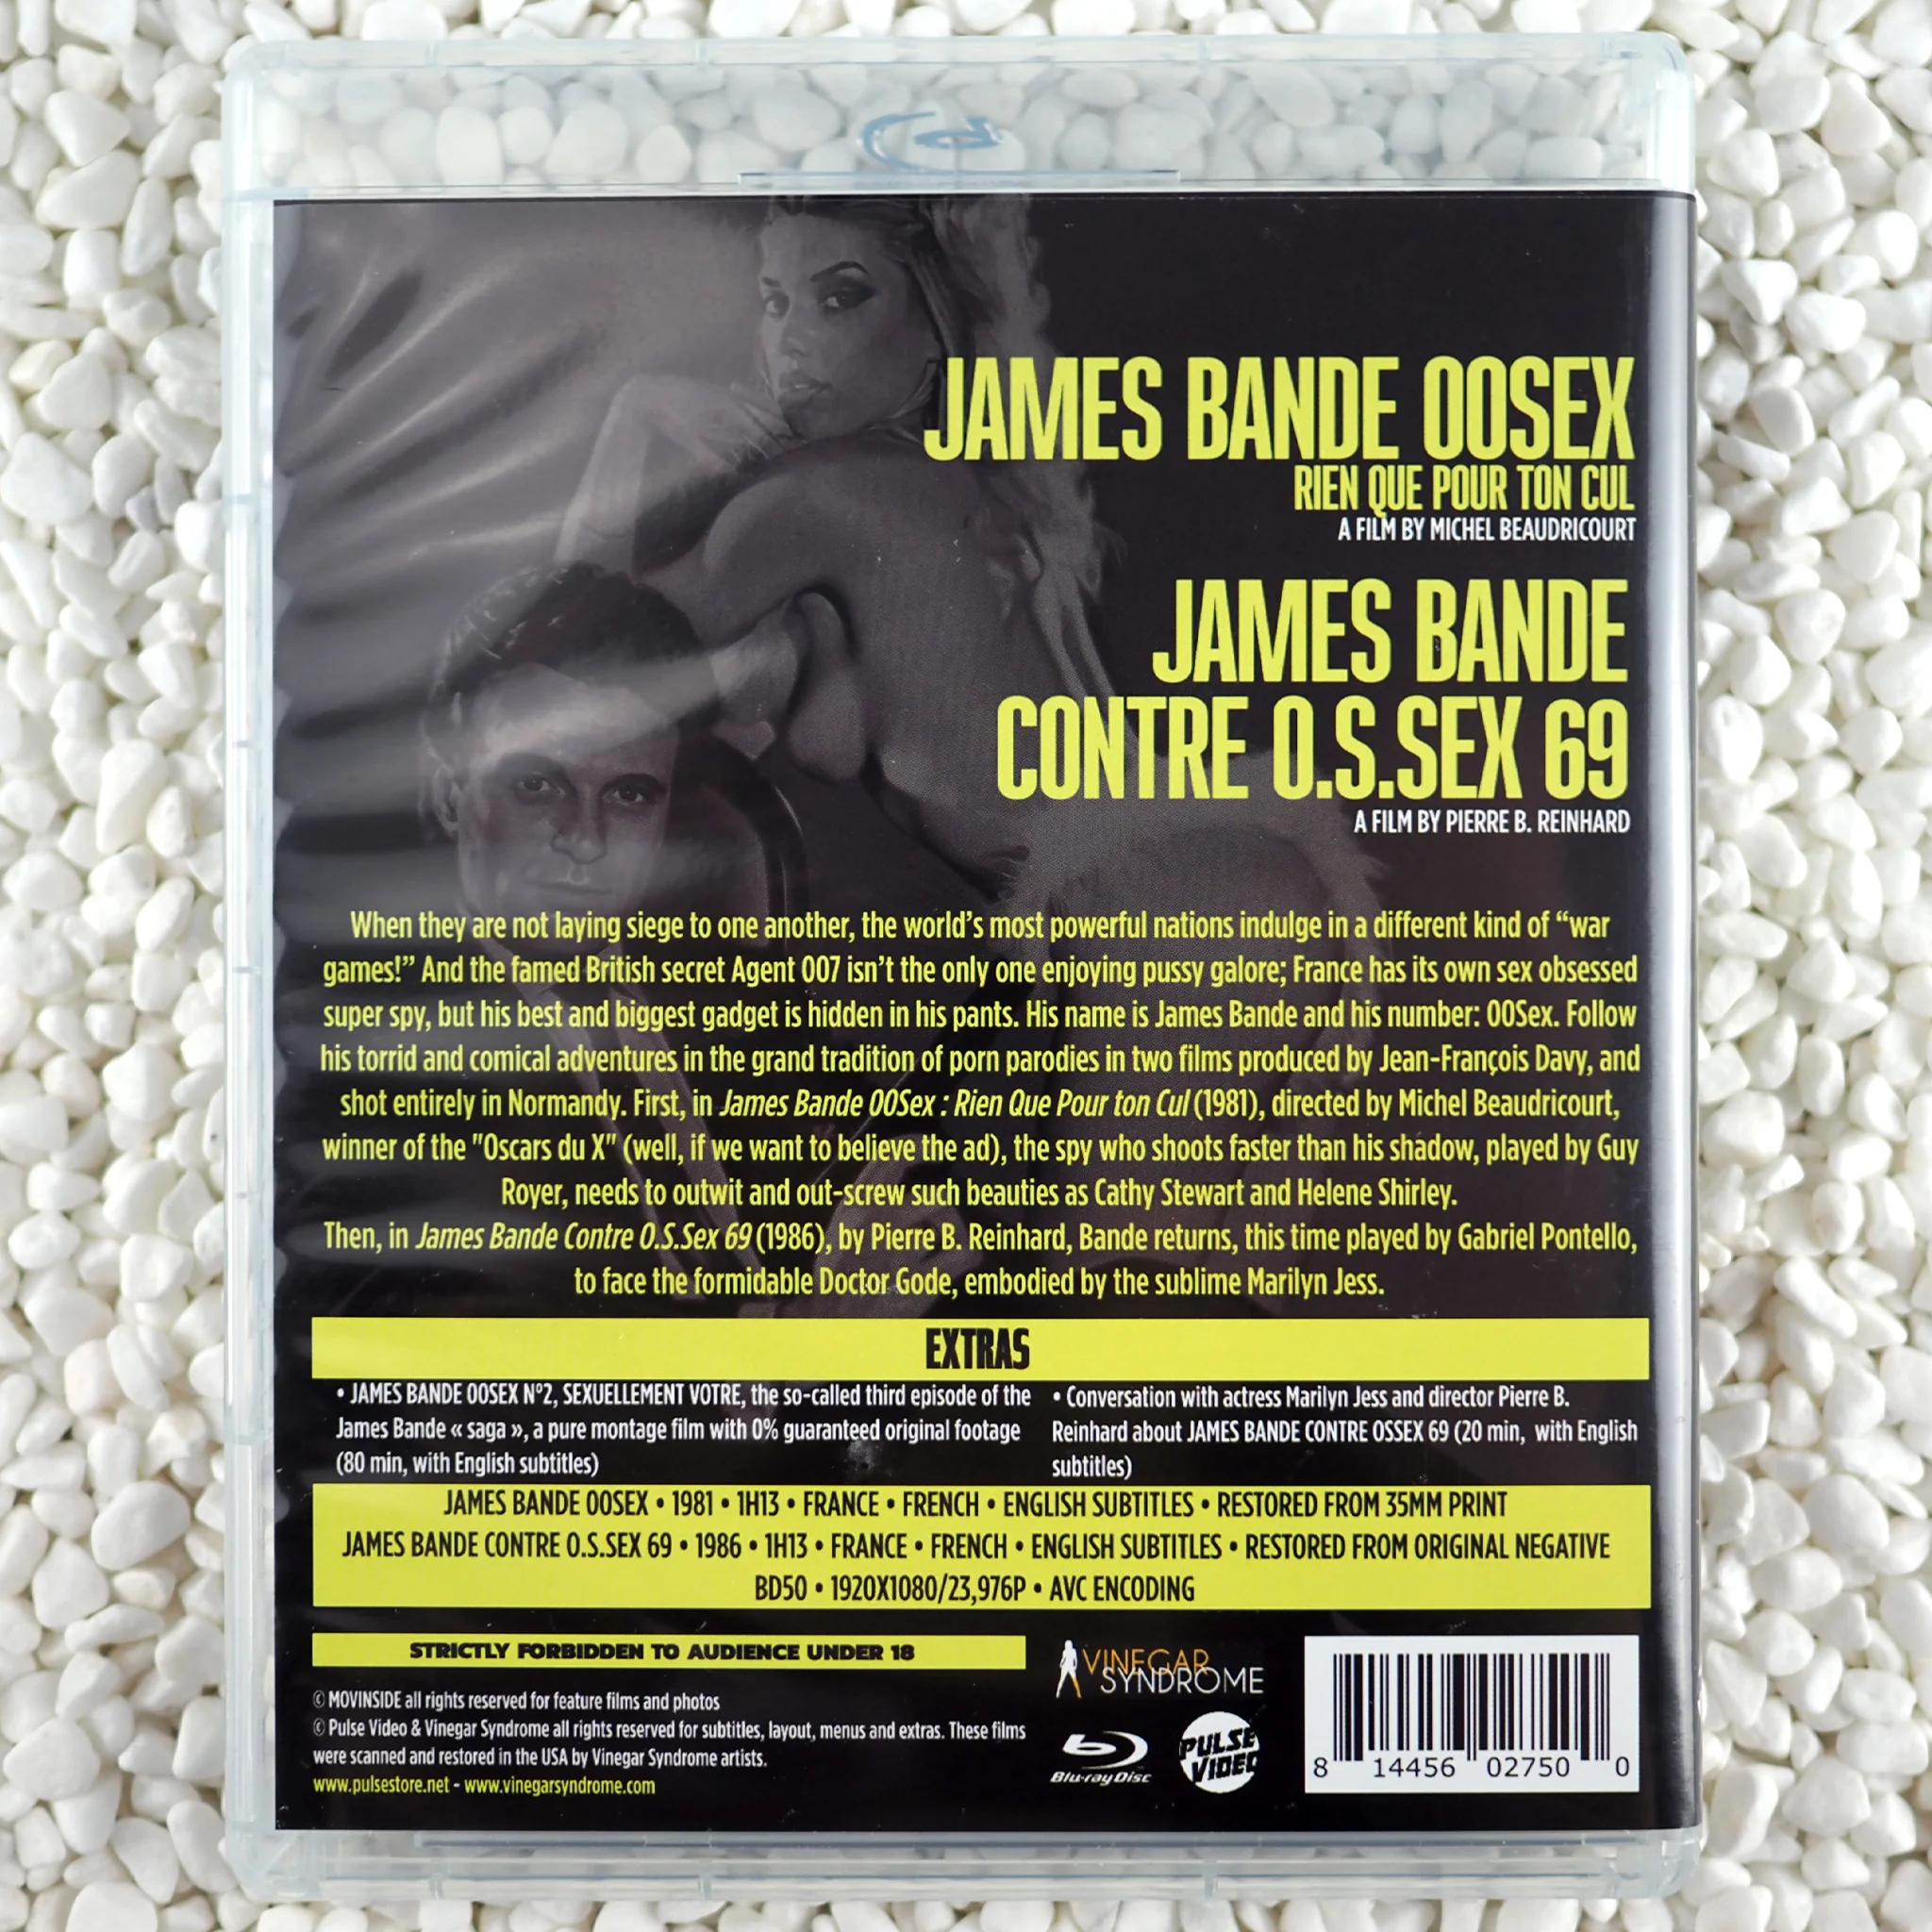 JAMES BANDE 00SEX
RIEN QUE POUR TON CUL
A FILM BY MICHEL BEAUDRICOURT
JAMES BANDE
CONTRE O.S.SEX 69
A FILM BY PIERRE B. REINHARD
When they are not laying siege to one another, the world's most powerful nations indulge in a different kind of “war
games!” And the famed British secret Agent 007 isn't the only one enjoying pussy galore; France has its own sex obsessed
super spy, but his best and biggest gadget is hidden in his pants. His name is James Bande and his number: 00Sex. Follow
his torrid and comical adventures in the grand tradition of porn parodies in two films produced by Jean-François Davy, and
shot entirely in Normandy. First, in James Bande 00Sex : Rien Que Pour ton Cul (1981), directed by Michel Beaudricourt,
winner of the "Oscars du X" (well, if we want to believe the ad), the spy who shoots faster than his shadow, played by Guy
Royer, needs to outwit and out-screw such beauties as Cathy Stewart and Helene Shirley.
Then, in James Bande Contre O.S.Sex 69 (1986), by Pierre B. Reinhard, Bande returns, this time played by Gabriel Pontello,
to face the formidable Doctor Gode, embodied by the sublime Marilyn Jess.
EXTRAS
• JAMES BANDE 00SEX N°2, SEXUELLEMENT VOTRE, the so-called third episode of the
James Bande « saga », a pure montage film with 0% guaranteed original footage
(80 min, with English subtitles)
• Conversation with actress Marilyn Jess and director Pierre B.
Reinhard about JAMES BANDE CONTRE OSSEX 69 (20 min, with English
subtitles)
JAMES BANDE 00SEX • 1981 • 1H13 • FRANCE • FRENCH • ENGLISH SUBTITLES • RESTORED FROM 35MM PRINT
JAMES BANDE CONTRE O.S.SEX 69 • 1986 • 1H13 • FRANCE • FRENCH • ENGLISH SUBTITLES • RESTORED FROM ORIGINAL NEGATIVE
BD50 • 1920X1080/23,976P • AVC ENCODING
STRICTLY FORBIDDEN TO AUDIENCE UNDER 18
© MOVINSIDE all rights reserved for feature films and photos
© Pulse Video & Vinegar Syndrome all rights reserved for subtitles, layout, menus and extras. These films
were scanned and restored in the USA by Vinegar Syndrome artists.
www.pulsestore.net - www.vinegarsyndrome.com
VINEGAR
SYNDROME
Blu-ray Disc
PULSE
VIDEO
8 14456 02750 0